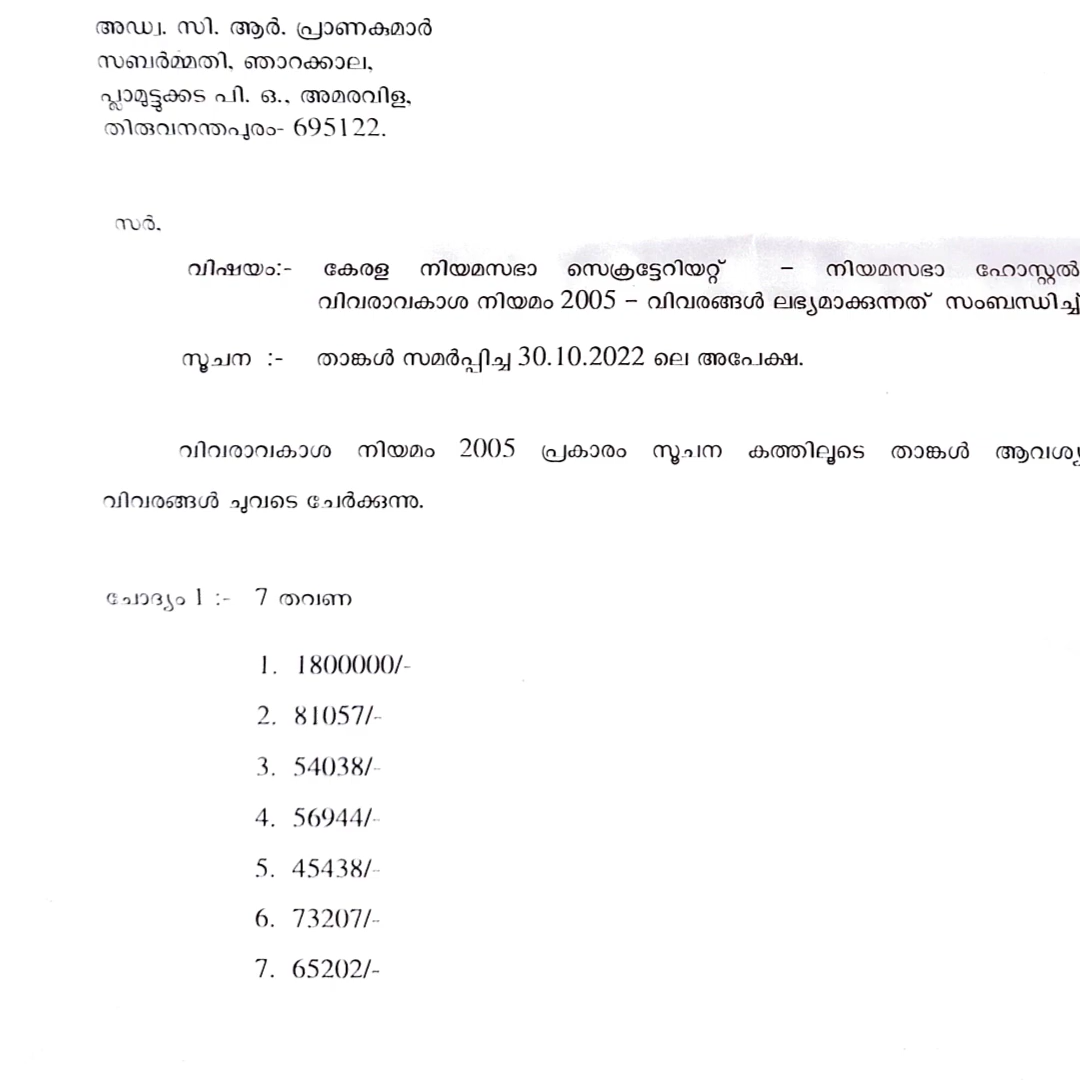 അഡ്വ. സി. ആർ. പ്രാണകുമാർ
സബർമ്മതി, ഞാറക്കാല,
പ്ലാമുട്ടുക്കട പി. ഒ., അമരവിള,
തിരുവനന്തപുരം- 695122.
സർ,
വിഷയം:- കേരള നിയമസഭാ സെക്രട്ടേറിയറ്റ് – നിയമസഭാ ഹോസ്റ്റൽ
വിവരാവകാശ നിയമം 2005 – വിവരങ്ങൾ ലഭ്യമാക്കുന്നത് സംബന്ധിച്ച്
സൂചന :- താങ്കൾ സമർപ്പിച്ച 30.10.2022 ലെ അപേക്ഷ.
വിവരാവകാശ നിയമം 2005 പ്രകാരം സൂചന കത്തിലൂടെ താങ്കൾ
വിവരങ്ങൾ ചുവടെ ചേർക്കുന്നു.
ചോദ്യം 1 :- 7 തവണ
1. 1800000/-
2. 81057/-
3. 54038/-
4. 56944/-
5. 45438/-
6. 73207/-
7. 65202/-